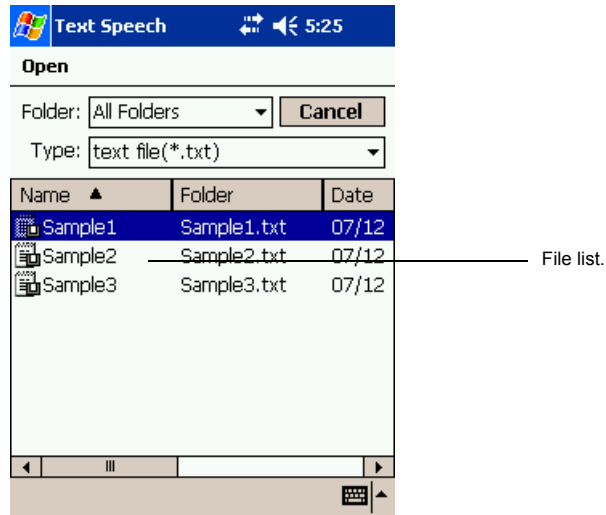 Text Speech 5:25
Open
Folder: All Folders Cancel
Type: text file(*.txt)
Name Folder Date
Sample1 Sample1.txt 07/12
Sample2 Sample2.txt 07/12 File list.
Sample3 Sample3.txt 07/12